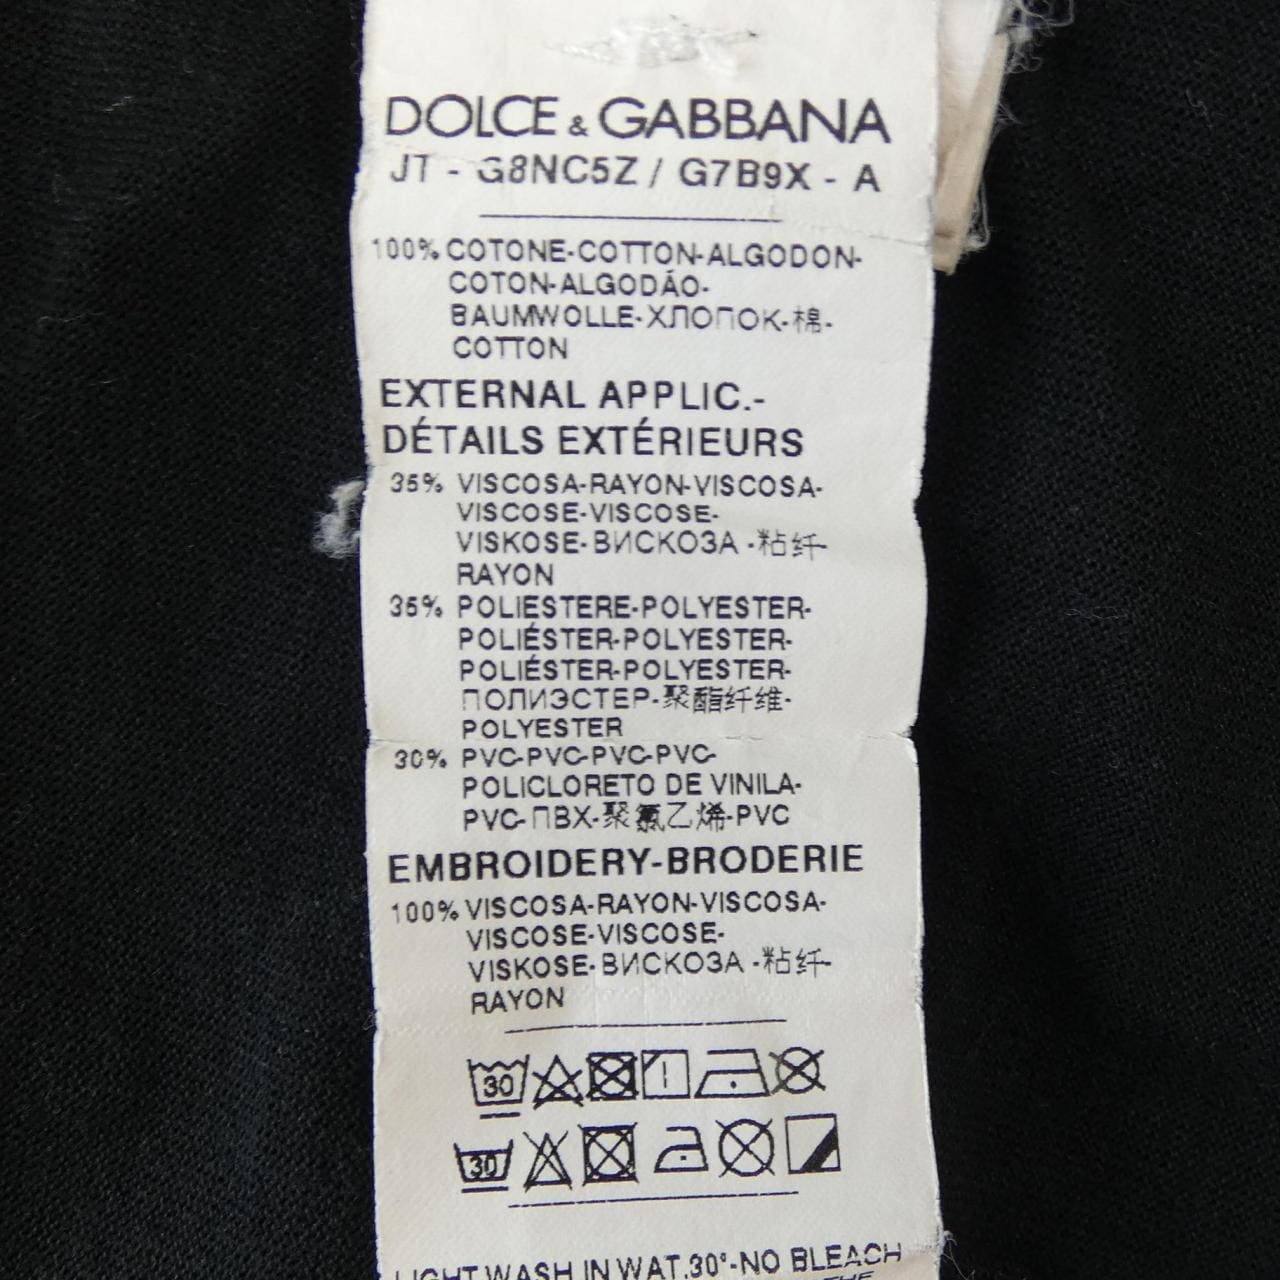 DOLCE & GABBANA
JT - G8NC5Z / G7B9X - A
100% COTONE-COTTON-ALGODON-
COTON-ALGODÁO-
BAUMWOLLE-ХЛОПОК-棉-
COTTON
EXTERNAL APPLIC.-
DÉTAILS EXTÉRIEURS
35% VISCOSA-RAYON-VISCOSA-
VISCOSE-VISCOSE-
VISKOSE-ВИСКОЗА -粘纤-
RAYON
35% POLIESTERE-POLYESTER-
POLIÉSTER-POLYESTER-
POLIÉSTER-POLYESTER-
ПОЛИЭСТЕР-聚酯纤维-
POLYESTER
30% PVC-PVC-PVC-PVC-
POLICLORETO DE VINILA-
PVC-ПВХ-聚氯乙烯-PVC
EMBROIDERY-BRODERIE
100% VISCOSA-RAYON-VISCOSA-
VISCOSE-VISCOSE-
VISKOSE-ВИСКОЗА -粘纤-
RAYON
30
30
LIGHT WASH IN WAT.30°-NO BLEACH
THE